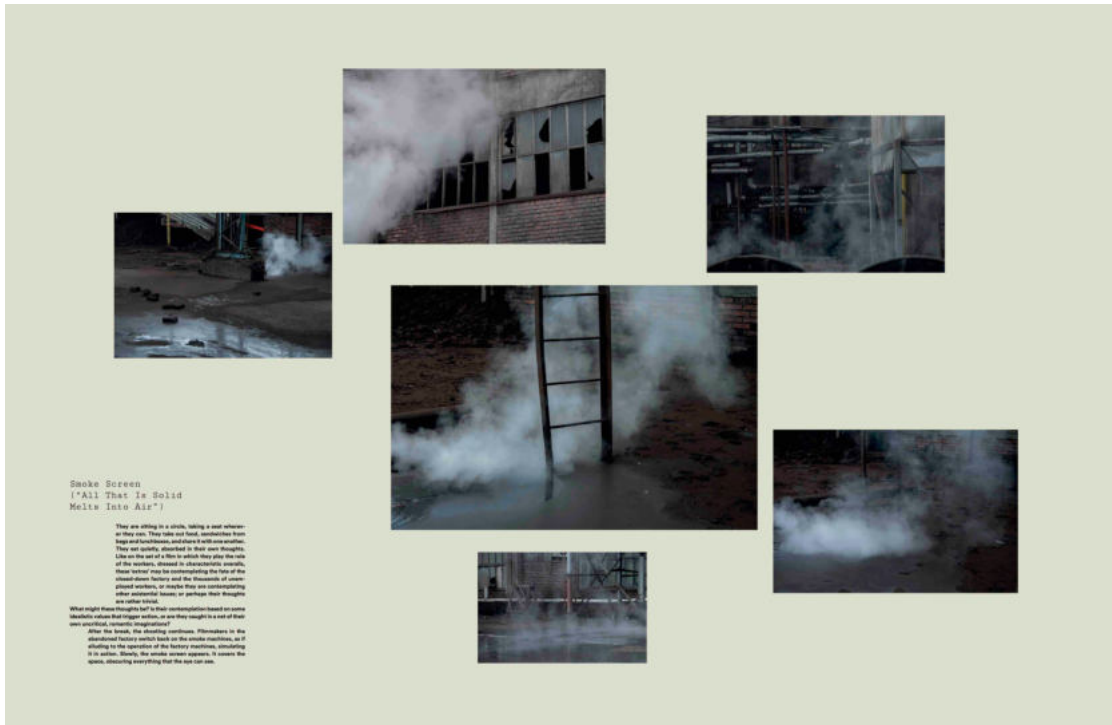 Smoke Screen
("All That Is Solid
Melts Into Air")
They are sitting in a circle, taking a seat wherev-
er they can. They take out food, sandwiches from
bags and lunchboxes, and share it with one another.
They eat quietly, absorbed in their own thoughts.
Like on the set of a film in which they play the role
of the workers, dressed in characteristic overalls,
these 'extras' may be contemplating the fate of the
closed-down factory and the thousands of unem-
ployed workers, or maybe they are contemplating
other existential issues; or perhaps their thoughts
are rather trivial.
What might these thoughts be? Is their contemplation based on some
idealistic values that trigger action, or are they caught in a net of their
own uncritical, romantic imaginations?
After the break, the shooting continues. Filmmakers in the
abandoned factory switch back on the smoke machines, as if
alluding to the operation of the factory machines, simulating
it in action. Slowly, the smoke screen appears. It covers the
space, obscuring everything that the eye can see.